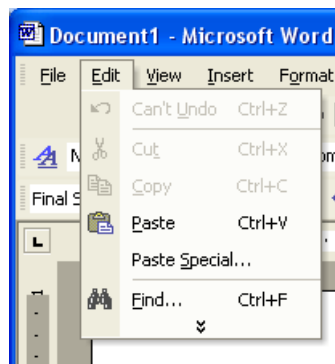 Document1 - Microsoft Word
File Edit View Insert Format
Can't Undo Ctrl+Z
Cut Ctrl+X
Copy Ctrl+C
Final
Paste Ctrl+V
Paste Special...
Find... Ctrl+F